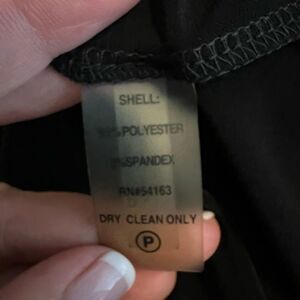 SHELL:
POLYESTER
SPANDEX
RN#54163
DRY CLEAN ONLY
P